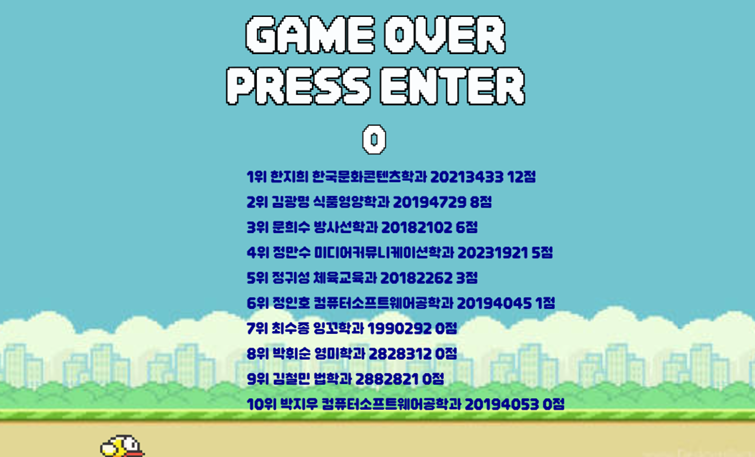 GAME OVER
PRESS ENTER
0
1위 한지희 한국문화콘텐츠학과 20213433 12점
2위 김광명 식품영양학과 20194729 8점
3위 문희수 방사선학과 20182102 6점
4위 정만수 미디어커뮤니케이션학과 20231921 5점
5위 정귀성 체육교육과 20182262 3점
6위 정인호 컴퓨터소프트웨어공학과 20194045 1점
7위 최수종 잉꼬학과 1990292 0점
8위 박휘순 영미학과 2828312 0점
9위 김철민 법학과 2882821 0점
10위 박지우 컴퓨터소프트웨어공학과 20194053 0점